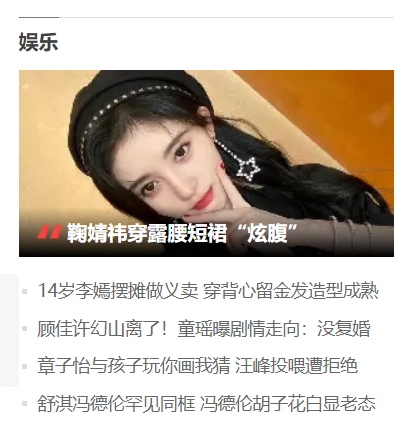 娱乐
鞠婧祎穿露腰短裙“炫腹”
14岁李嫣摆摊做义卖 穿背心留金发造型成熟
顾佳许幻山离了！童瑶曝剧情走向：没复婚
章子怡与孩子玩你画我猜 汪峰投喂遭拒绝
舒淇冯德伦罕见同框 冯德伦胡子花白显老态